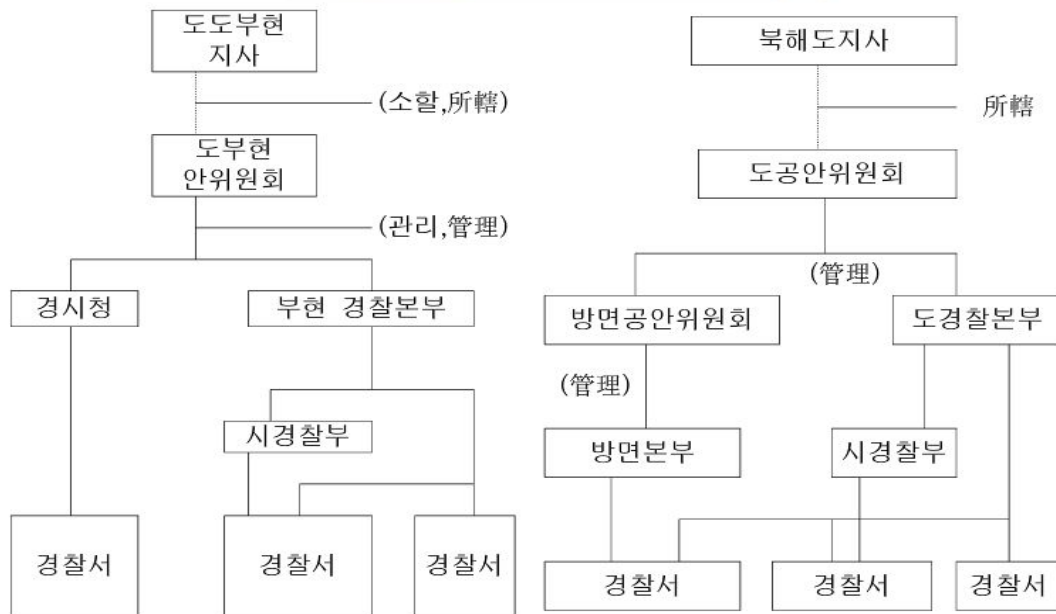 도도부현
지사
(소할,所轄)
도부현
안위원회
(관리,管理)
경시청
부현 경찰본부
시경찰부
경찰서
경찰서
경찰서
북해도지사
所轄
도공안위원회
(管理)
방면공안위원회
도경찰본부
(管理)
방면본부
시경찰부
경찰서
경찰서
경찰서